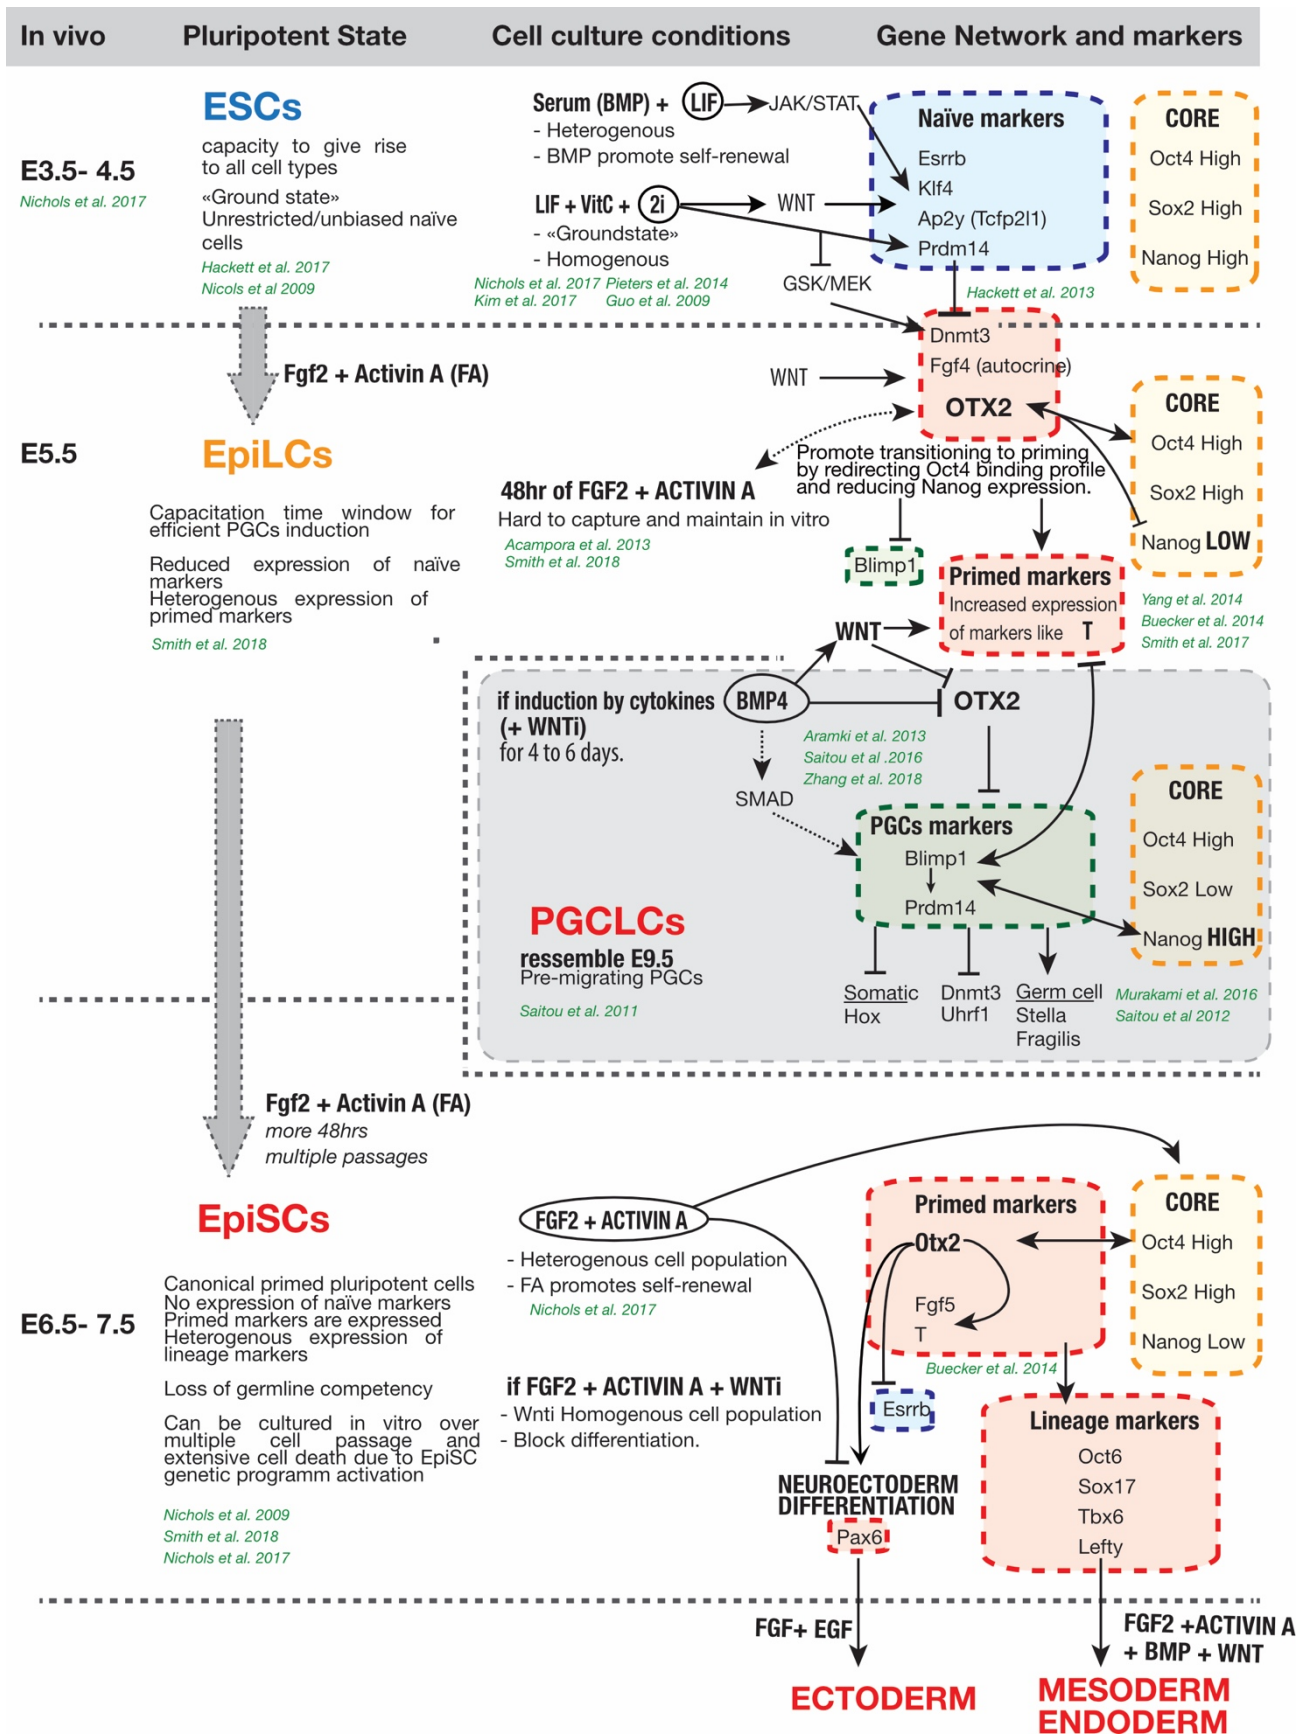 In vivo
Pluripotent State
Cell culture conditions
Gene Network and markers
E3.5- 4.5
Nichols et al. 2017
ESCs
capacity to give rise
to all cell types
«Ground state»
Unrestricted/unbiased naïve
cells
Hackett et al. 2017
Nicols et al 2009
Serum (BMP) + LIF
JAK/STAT
- Heterogenous
- BMP promote self-renewal
LIF + VitC + 2i
WNT
- «Groundstate»
- Homogenous
GSK/MEK
Nichols et al. 2017 Pieters et al. 2014
Kim et al. 2017 Guo et al. 2009
Naïve markers
Esrrb
Klf4
Ap2y (Tcfp2l1)
Prdm14
Hackett et al. 2013
CORE
Oct4 High
Sox2 High
Nanog High
Fgf2 + Activin A (FA)
E5.5
EpiLCs
Capacitation time window for
efficient PGCs induction
Reduced expression of naïve
markers
Heterogenous expression of
primed markers
Smith et al. 2018
WNT
Dnmt3
Fgf4 (autocrine)
OTX2
Promote transitioning to priming
by redirecting Oct4 binding profile
and reducing Nanog expression.
48hr of FGF2 + ACTIVIN A
Hard to capture and maintain in vitro
Acampora et al. 2013
Smith et al. 2018
Blimp1
Primed markers
Increased expression
of markers like T
CORE
Oct4 High
Sox2 High
Nanog LOW
Yang et al. 2014
Buecker et al. 2014
Smith et al. 2017
WNT
if induction by cytokines
(+ WNTi)
for 4 to 6 days.
BMP4
OTX2
Aramki et al. 2013
Saitou et al .2016
Zhang et al. 2018
SMAD
PGCs markers
Blimp1
Prdm14
CORE
Oct4 High
Sox2 Low
Nanog HIGH
PGCLCs
ressemble E9.5
Pre-migrating PGCs
Saitou et al. 2011
Somatic
Hox
Dnmt3
Uhrf1
Germ cell
Stella
Fragilis
Murakami et al. 2016
Saitou et al 2012
Fgf2 + Activin A (FA)
more 48hrs
multiple passages
E6.5- 7.5
EpiSCs
Canonical primed pluripotent cells
No expression of naïve markers
Primed markers are expressed
Heterogenous expression of
lineage markers
Loss of germline competency
Can be cultured in vitro over
multiple cell passage and
extensive cell death due to EpiSC
genetic programm activation
Nichols et al. 2009
Smith et al. 2018
Nichols et al. 2017
FGF2 + ACTIVIN A
- Heterogenous cell population
- FA promotes self-renewal
Nichols et al. 2017
if FGF2 + ACTIVIN A + WNTi
- Wnti Homogenous cell population
- Block differentiation.
Primed markers
Otx2
Fgf5
T
Buecker et al. 2014
CORE
Oct4 High
Sox2 High
Nanog Low
Esrrb
Lineage markers
Oct6
Sox17
Tbx6
Lefty
NEUROECTODERM
DIFFERENTIATION
Pax6
FGF+ EGF
ECTODERM
FGF2 +ACTIVIN A
+ BMP + WNT
MESODERM
ENDODERM